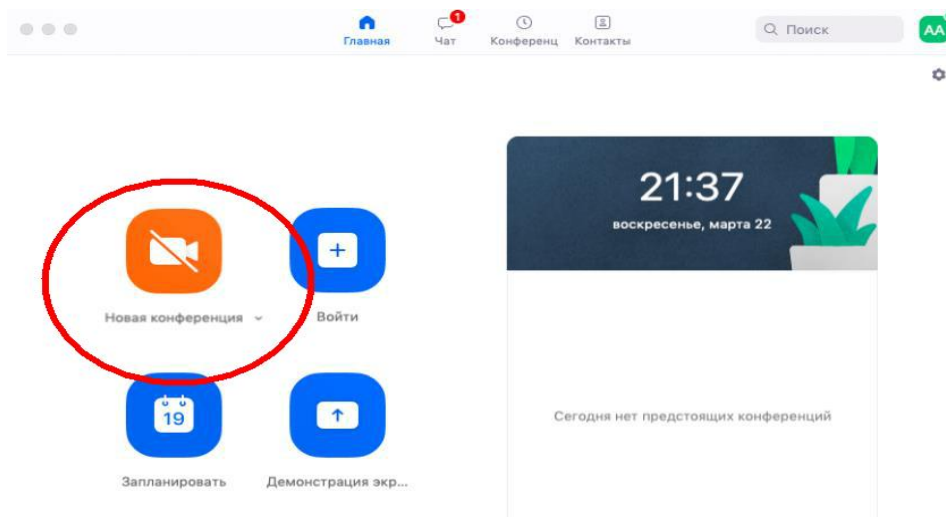 Главная
1
Чат
Конференц
Контакты
Поиск
AA
21:37
воскресенье, марта 22
Новая конференция
Войти
19
Запланировать
Демонстрация экр...
Сегодня нет предстоящих конференций